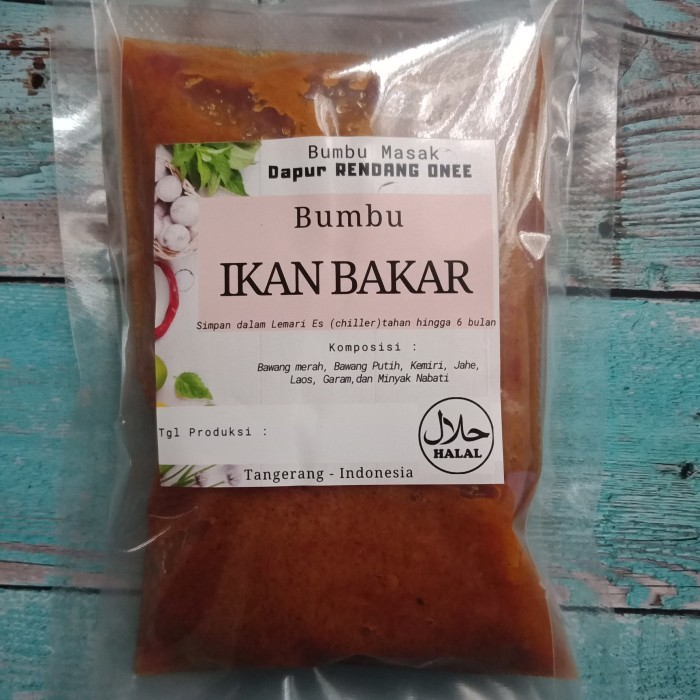 Bumbu Masak
Dapur RENDANG ONEE
Bumbu
IKAN BAKAR
Simpan dalam Lemari Es (chiller)tahan hingga 6 bulan
Komposisi :
Bawang merah, Bawang Putih, Kemiri, Jahe,
Laos, Garam,dan Minyak Nabati
Tgl Produksi :
حلال
HALAL
Tangerang - Indonesia